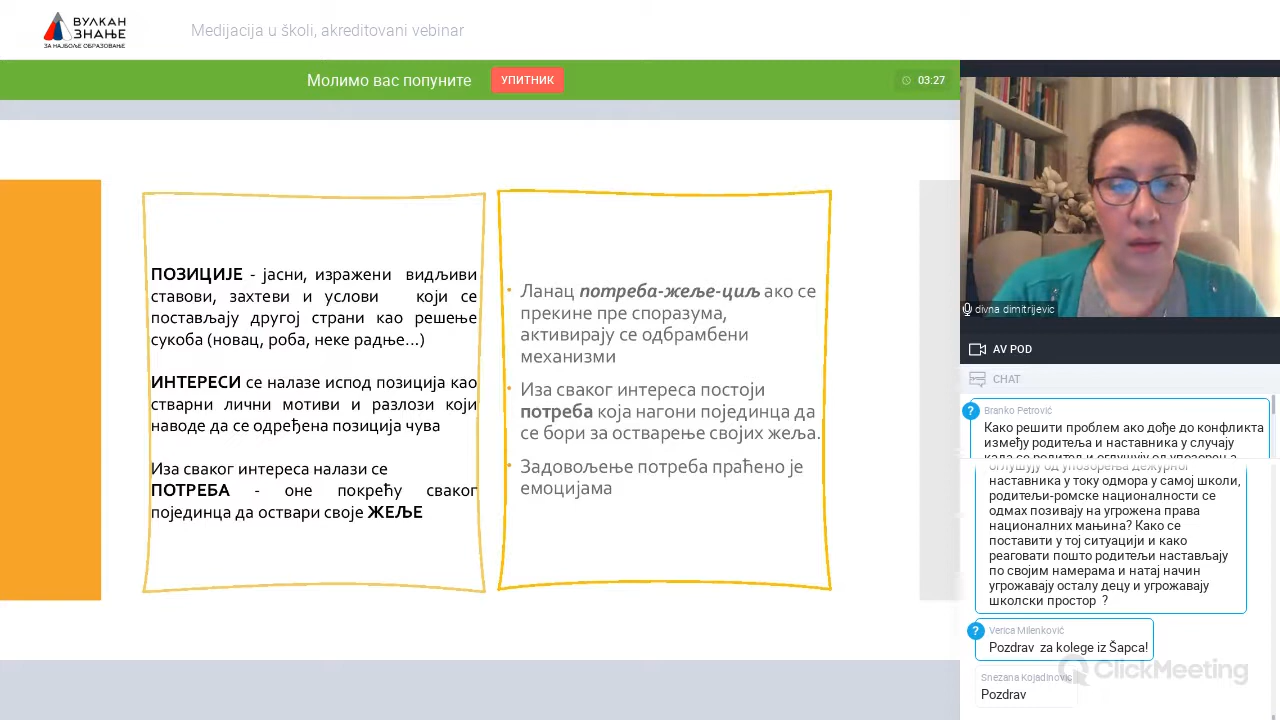 ВУЛКАН
ЗНАЊЕ
ЗА НАЈБОЉЕ ОБРАЗОВАЊЕ
Medijacija u školi, akreditovani vebinar
Молимо вас попуните
УПИТНИК
03:27
ПОЗИЦИЈЕ - јасни, изражени видљиви
ставови, захтеви и услови који се
постављају другој страни као решење
сукоба (новац, роба, неке радње...)
ИНТЕРЕСИ се налазе испод позиција као
стварни лични мотиви и разлози који
наводе да се одређена позиција чува
Иза сваког интереса налази се
ПОТРЕБА - оне покрећу сваког
појединца да оствари своје ЖЕЉЕ
• Ланац потреба-жеље-циљ ако се
прекине пре споразума,
активирају се одбрамбени
механизми
• Иза сваког интереса постоји
потреба која нагони појединца да
се бори за остварење својих жеља.
• Задовољење потреба праћено је
емоцијама
divna dimitrijevic
AV POD
CHAT
?
Branko Petrović
Како решити проблем ако дође до конфликта
између родитеља и наставника у случају
када се родитељи оглушују од упозорења
оглушују од упозорења дежурног
наставника у току одмора у самој школи,
родитељи-ромске националности се
одмах позивају на угрожена права
националних мањина? Како се
поставити у тој ситуацији и како
реаговати пошто родитељи настављају
по својим намерама и натај начин
угрожавају осталу децу и угрожавају
школски простор ?
?
Verica Milenković
Pozdrav za kolege iz Šapca!
ClickMeeting
Snezana Kojadinovic
Pozdrav